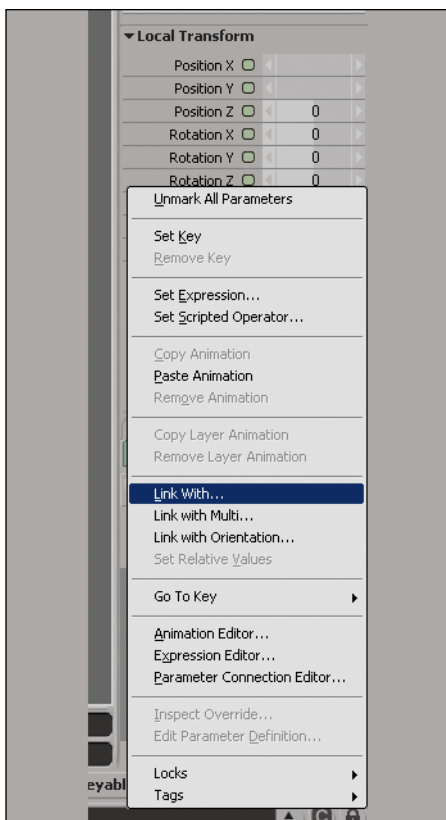 Local Transform
Position X
Position Y
Position Z 0
Rotation X 0
Rotation Y 0
Rotation Z 0
Unmark All Parameters
Set Key
Remove Key
Set Expression...
Set Scripted Operator...
Copy Animation
Paste Animation
Remove Animation
Copy Layer Animation
Remove Layer Animation
Link With...
Link with Multi...
Link with Orientation...
Set Relative Values
Go To Key
Animation Editor...
Expression Editor...
Parameter Connection Editor...
Inspect Override...
Edit Parameter Definition...
Locks
eyabl
Tags
C